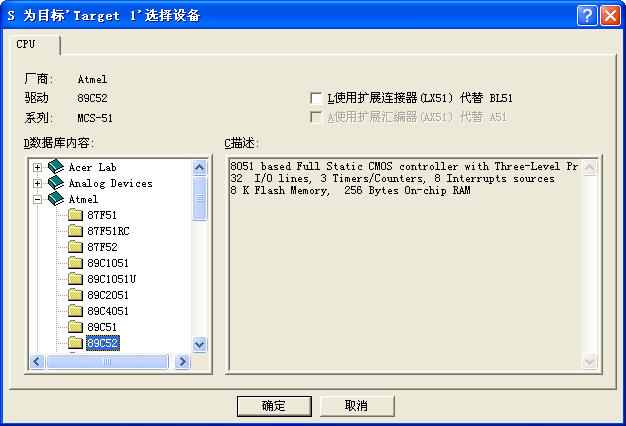 S 为目标'Target 1'选择设备
CPU
厂商: Atmel
驱动 89C52
系列: MCS-51
L使用扩展连接器(LX51) 代替 BL51
A使用扩展汇编器(AX51) 代替 A51
D数据库内容:
C描述:
Acer Lab
Analog Devices
Atmel
87F51
87F51RC
87F52
89C1051
89C1051U
89C2051
89C4051
89C51
89C52
8051 based Full Static CMOS controller with Three-Level Pr
32 I/O lines, 3 Timers/Counters, 8 Interrupts sources
8 K Flash Memory, 256 Bytes On-chip RAM
确定
取消